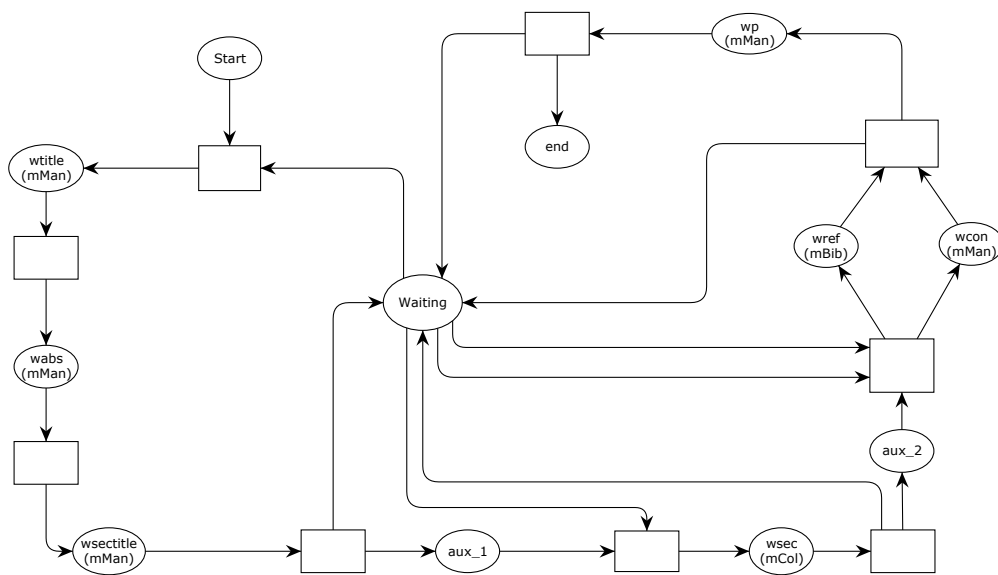 wp
(mMan)
Start
end
wtitle
(mMan)
wref
(mBib)
wcon
(mMan)
Waiting
wabs
(mMan)
aux_2
wsectitle
(mMan)
aux_1
wsec
(mCol)